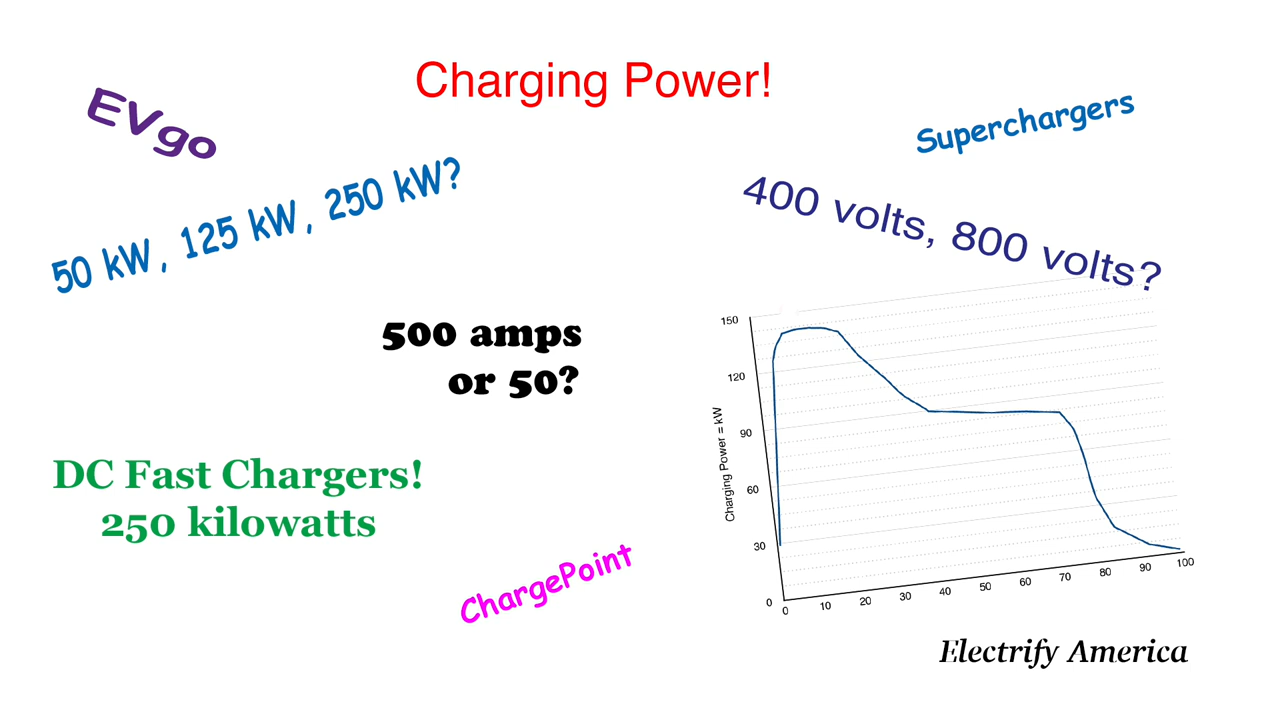 Charging Power!
EVgo
Superchargers
50 kW, 125 kW, 250 kW?
400 volts, 800 volts?
500 amps
or 50?
DC Fast Chargers!
250 kilowatts
ChargePoint
150
120
90
60
30
0
Charging Power = kW
0 10 20 30 40 50 60 70 80 90 100
Electrify America